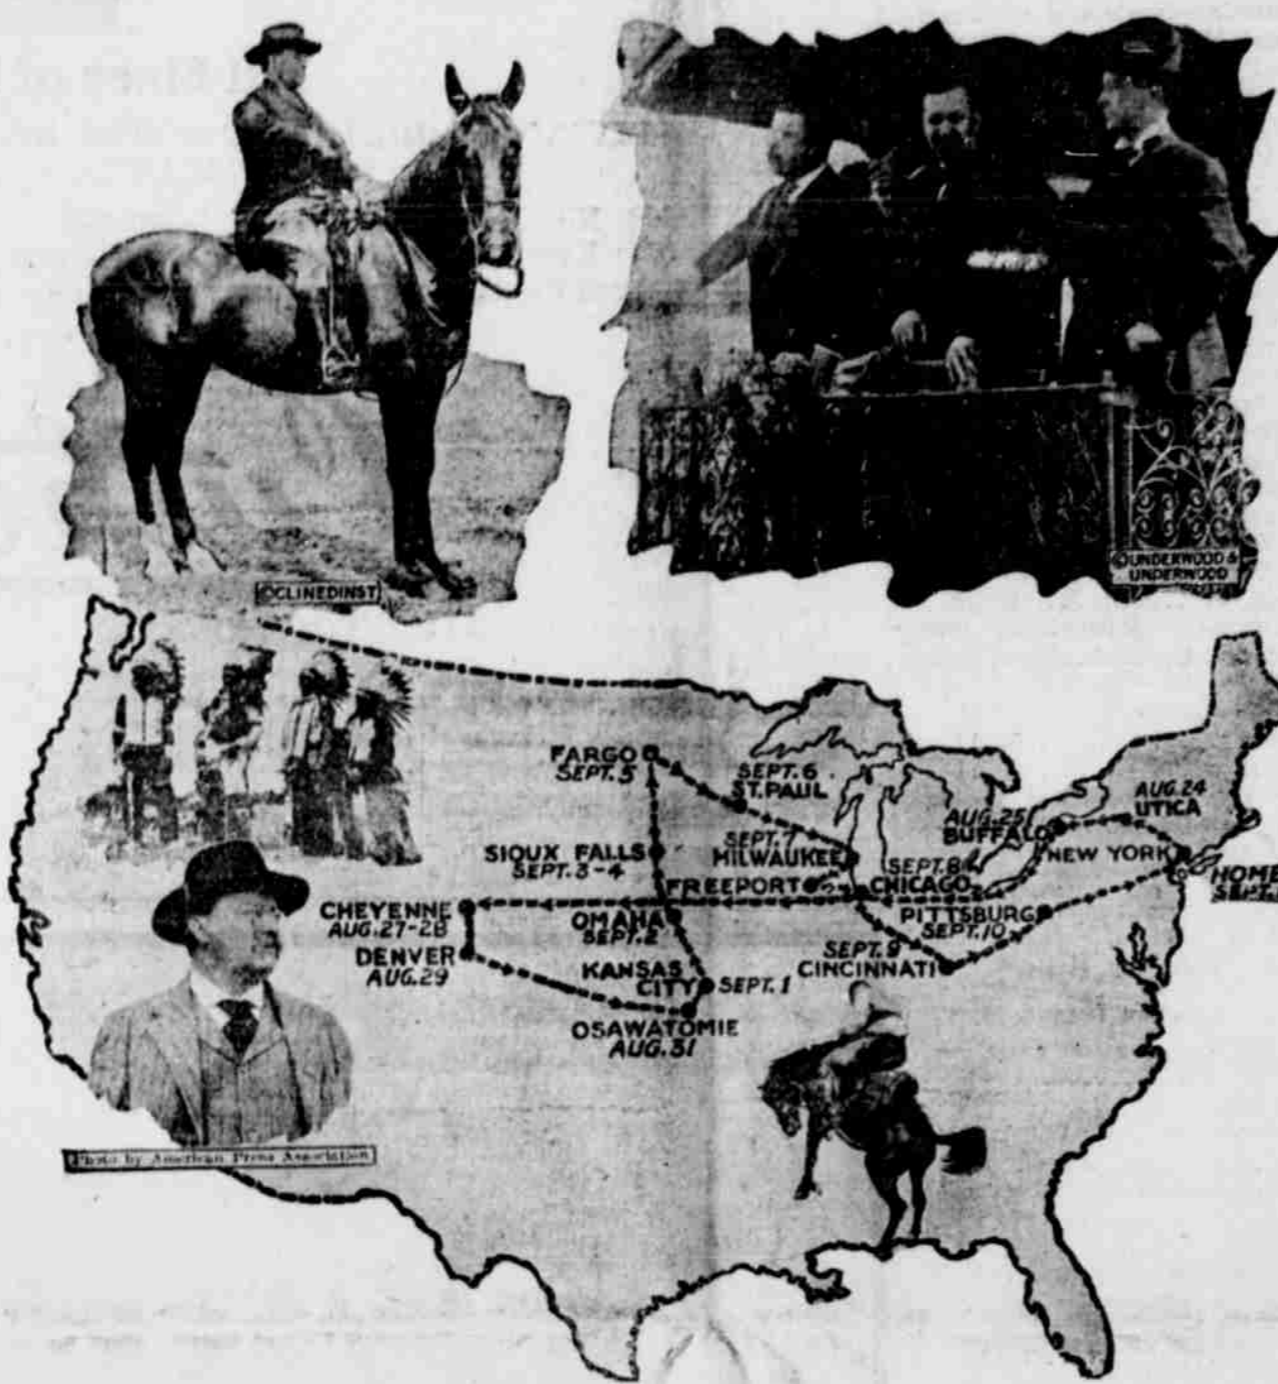 ©CLINEDINST
©UNDERWOOD &
UNDERWOOD
FARGO
SEPT. 5
SEPT. 6
ST. PAUL
AUG. 24
UTICA
AUG. 25
BUFFALO
SIOUX FALLS
SEPT. 3-4
SEPT. 7
MILWAUKEE
NEW YORK
SEPT. 8
FREEPORT
CHICAGO
HOME
SEPT.
CHEYENNE
AUG. 27-28
OMAHA
SEPT. 2
PITTSBURG
SEPT. 10
DENVER
AUG. 29
SEPT. 9
CINCINNATI
KANSAS
CITY
SEPT. 1
OSAWATOMIE
AUG. 31
Photo by American Press Association